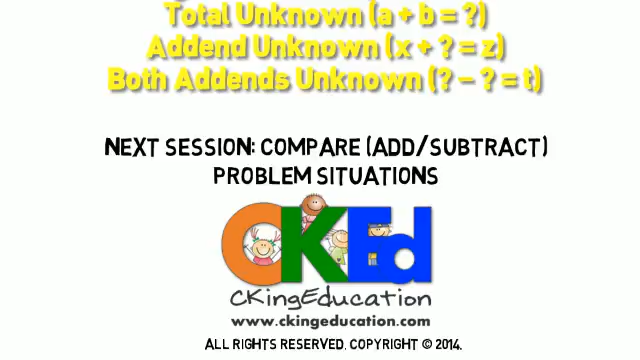 Total Unknown (a + b = ?)
Addend Unknown (x + ? = z)
Both Addends Unknown (? – ? = t)
NEXT SESSION: COMPARE (ADD/SUBTRACT)
PROBLEM SITUATIONS
CKEd
CKingEducation
www.ckingeducation.com
ALL RIGHTS RESERVED. COPYRIGHT © 2014.